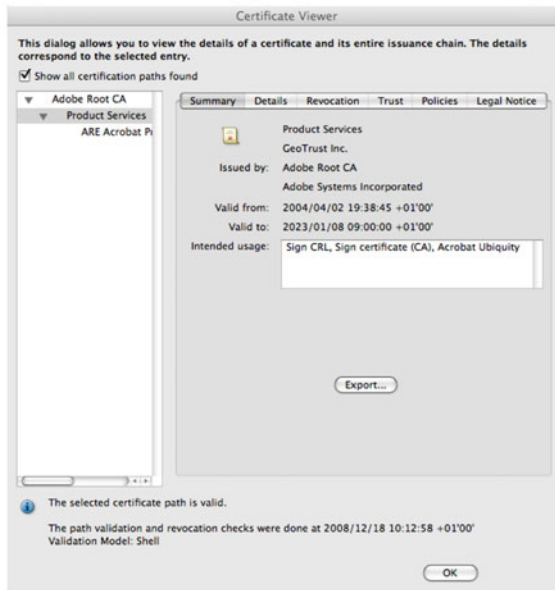 Certificate Viewer
This dialog allows you to view the details of a certificate and its entire issuance chain. The details
correspond to the selected entry.
Show all certification paths found
Adobe Root CA
Product Services
ARE Acrobat Pr
Summary Details Revocation Trust Policies Legal Notice
Product Services
GeoTrust Inc.
Issued by: Adobe Root CA
Adobe Systems Incorporated
Valid from: 2004/04/02 19:38:45 +01'00'
Valid to: 2023/01/08 09:00:00 +01'00'
Intended usage: Sign CRL, Sign certificate (CA), Acrobat Ubiquity
Export...
The selected certificate path is valid.
The path validation and revocation checks were done at 2008/12/18 10:12:58 +01'00'
Validation Model: Shell
OK